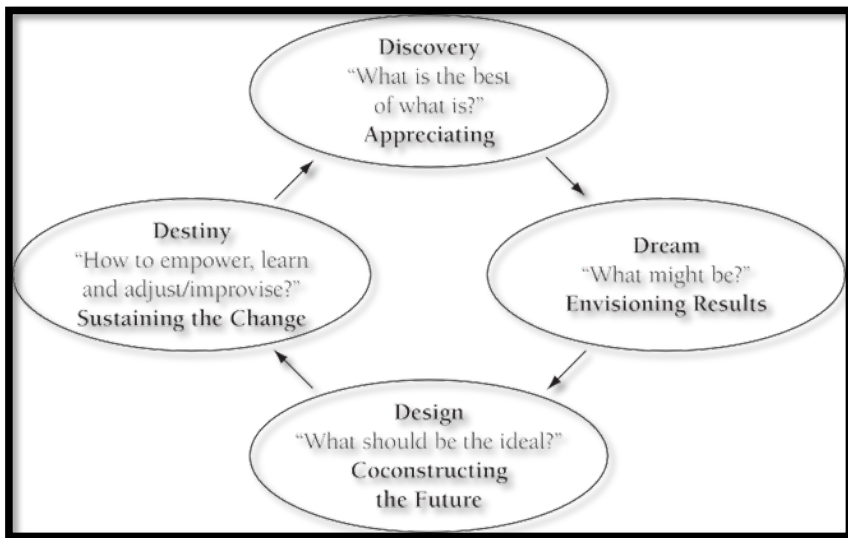 Discovery
“What is the best
of what is?”
Appreciating
Destiny
“How to empower, learn
and adjust/improvise?”
Sustaining the Change
Dream
“What might be?”
Envisioning Results
Design
“What should be the ideal?”
Coconstructing
the Future